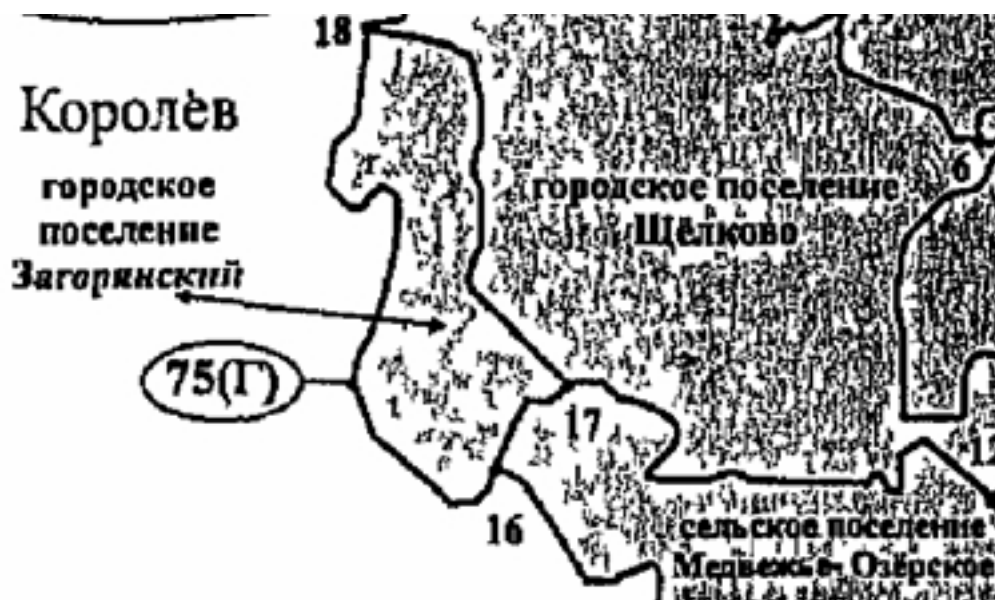 18
Королёв
6
городское
поселение
Загорянский
городское поселение
Щёлково
75(Г)
17
12
16
сельское поселение
Медвежье-Озёрское